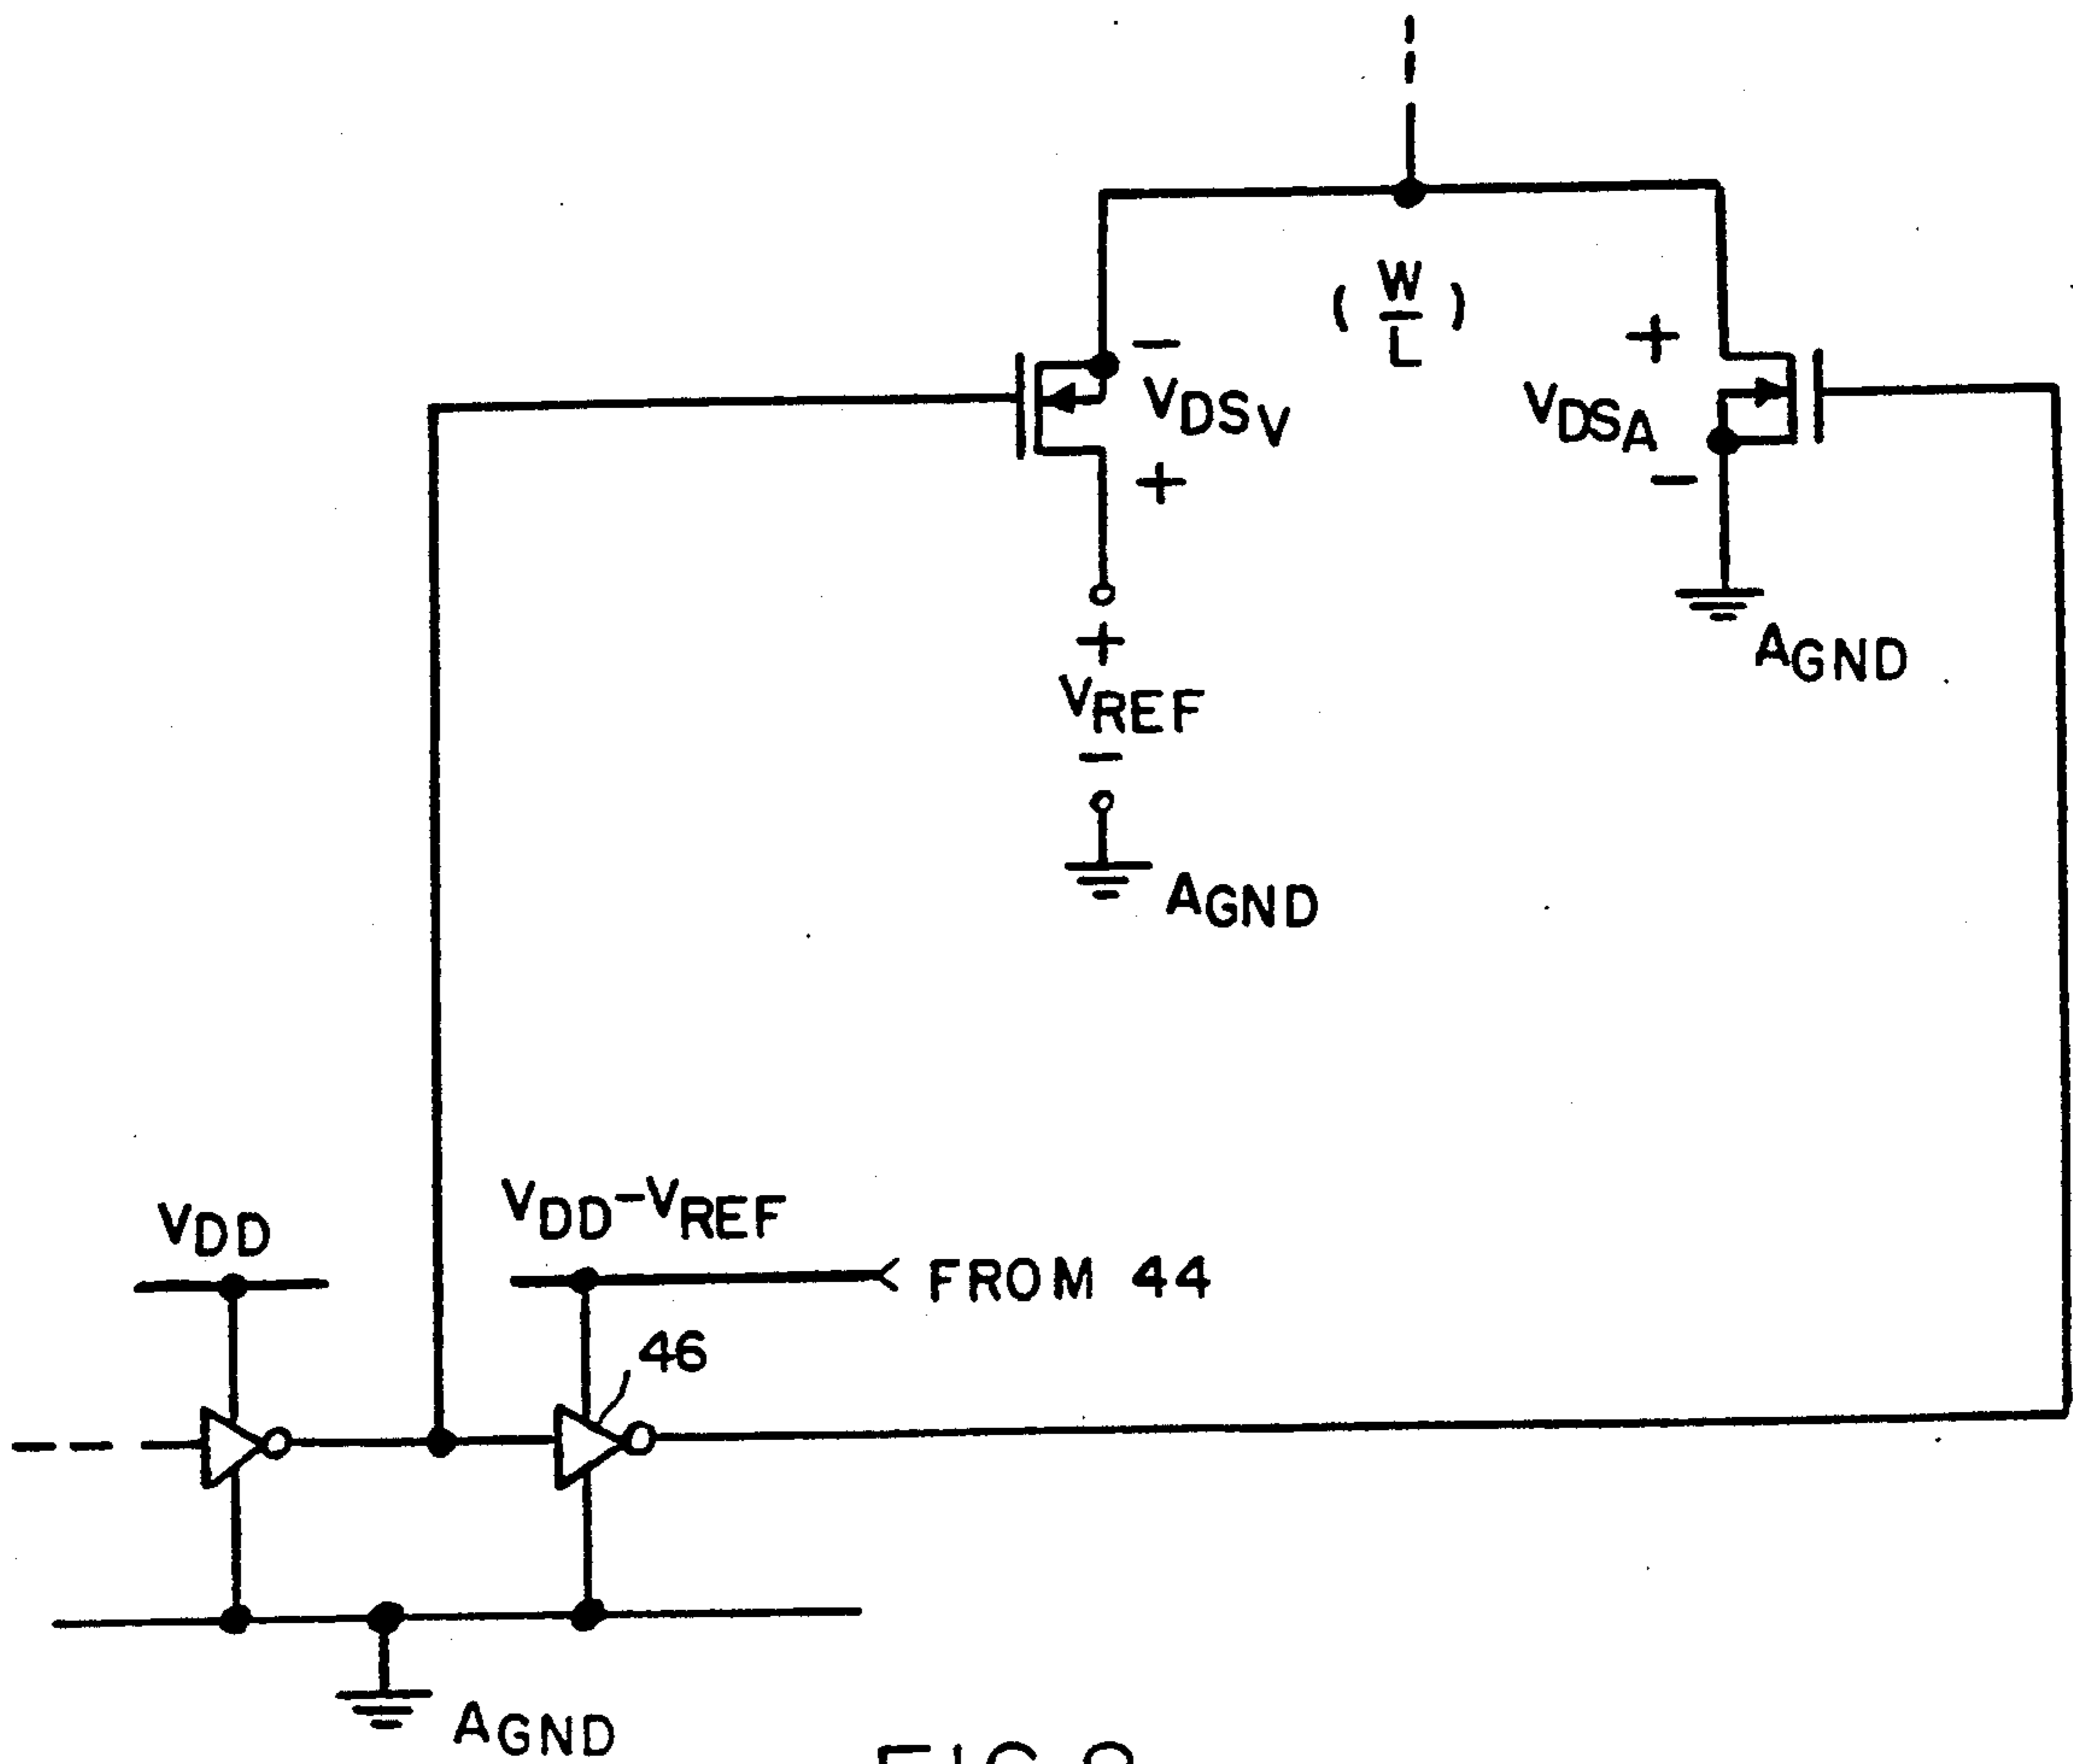 ( W/L )
−
VDSV
+
+
VDSA
−
+
VREF
−
AGND
AGND
VDD
VDD−VREF
FROM 44
46
AGND